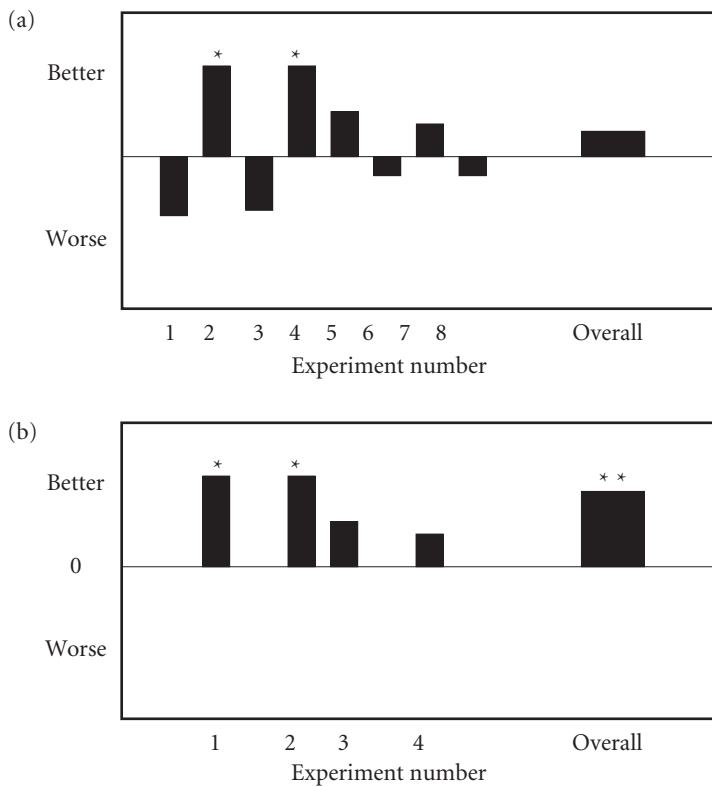 (a)
* *
Better
Worse
1 2 3 4 5 6 7 8 Overall
Experiment number
(b)
* * * *
Better
0
Worse
1 2 3 4 Overall
Experiment number